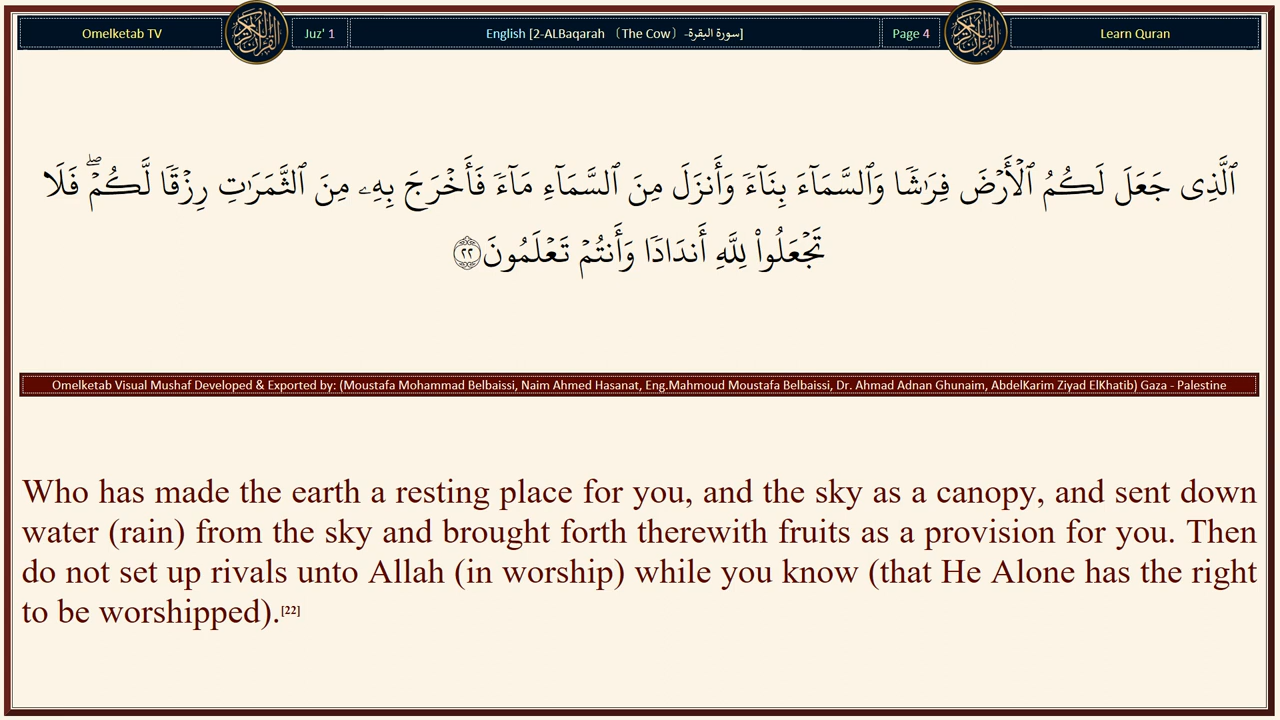 Omelketab TV
Juz' 1
English [2-ALBaqarah (The Cow) -سورة البقرة]
Page 4
Learn Quran
ٱلَّذِى جَعَلَ لَكُمُ ٱلْأَرْضَ فِرَٰشًا وَٱلسَّمَآءَ بِنَآءً وَأَنزَلَ مِنَ ٱلسَّمَآءِ مَآءً فَأَخْرَجَ بِهِۦ مِنَ ٱلثَّمَرَٰتِ رِزْقًا لَّكُمْ ۖ فَلَا
تَجْعَلُوا۟ لِلَّهِ أَندَادًا وَأَنتُمْ تَعْلَمُونَ ٢٢
Omelketab Visual Mushaf Developed & Exported by: (Moustafa Mohammad Belbaissi, Naim Ahmed Hasanat, Eng.Mahmoud Moustafa Belbaissi, Dr. Ahmad Adnan Ghunaim, AbdelKarim Ziyad ElKhatib) Gaza - Palestine
Who has made the earth a resting place for you, and the sky as a canopy, and sent down
water (rain) from the sky and brought forth therewith fruits as a provision for you. Then
do not set up rivals unto Allah (in worship) while you know (that He Alone has the right
to be worshipped).[22]